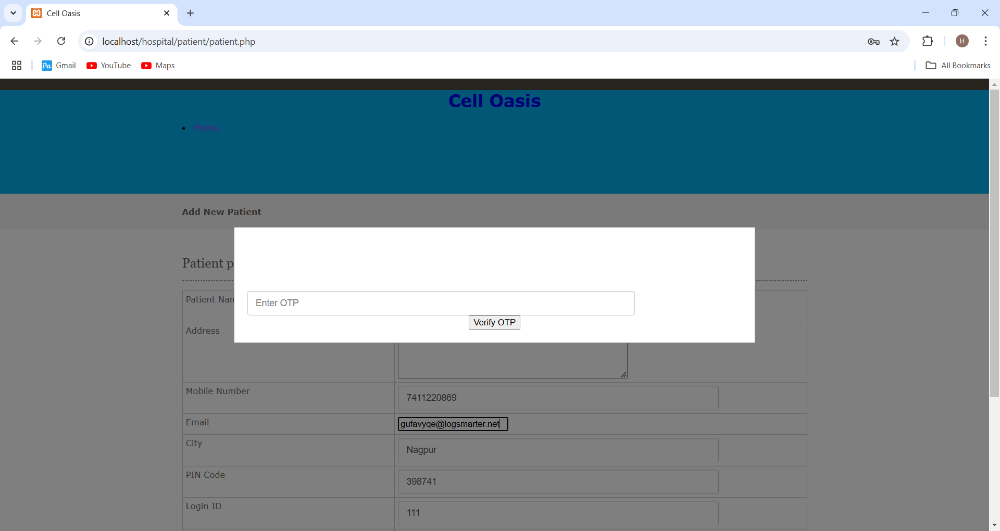 Cell Oasis
localhost/hospital/patient/patient.php
H
Pa Gmail YouTube Maps All Bookmarks
Cell Oasis
Home
Add New Patient
Patient p
Enter OTP
Verify OTP
Patient Nam
Address
Mobile Number 7411220869
Email gufavyqe@logsmarter.net
City Nagpur
PIN Code 398741
Login ID 111